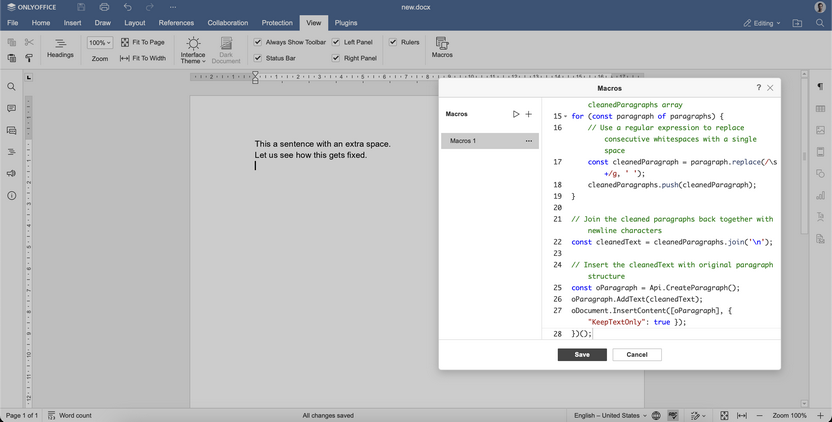 ONLYOFFICE
new.docx
File Home Insert Draw Layout References Collaboration Protection View Plugins
Editing
Headings
100%
Zoom
Fit To Page
Fit To Width
Interface Theme
Dark Document
Always Show Toolbar
Status Bar
Left Panel
Right Panel
Rulers
Macros
This a sentence with an extra space.
Let us see how this gets fixed.
Macros
?
Macros
Macros 1
cleanedParagraphs array
15 for (const paragraph of paragraphs) {
16 // Use a regular expression to replace
consecutive whitespaces with a single
space
17 const cleanedParagraph = paragraph.replace(/\s
+/g, ' ');
18 cleanedParagraphs.push(cleanedParagraph);
19 }
20
21 // Join the cleaned paragraphs back together with
newline characters
22 const cleanedText = cleanedParagraphs.join('\n');
23
24 // Insert the cleanedText with original paragraph
structure
25 const oParagraph = Api.CreateParagraph();
26 oParagraph.AddText(cleanedText);
27 oDocument.InsertContent([oParagraph], {
"KeepTextOnly": true });
28 })();
Save
Cancel
Page 1 of 1
Word count
All changes saved
English – United States
Zoom 100%